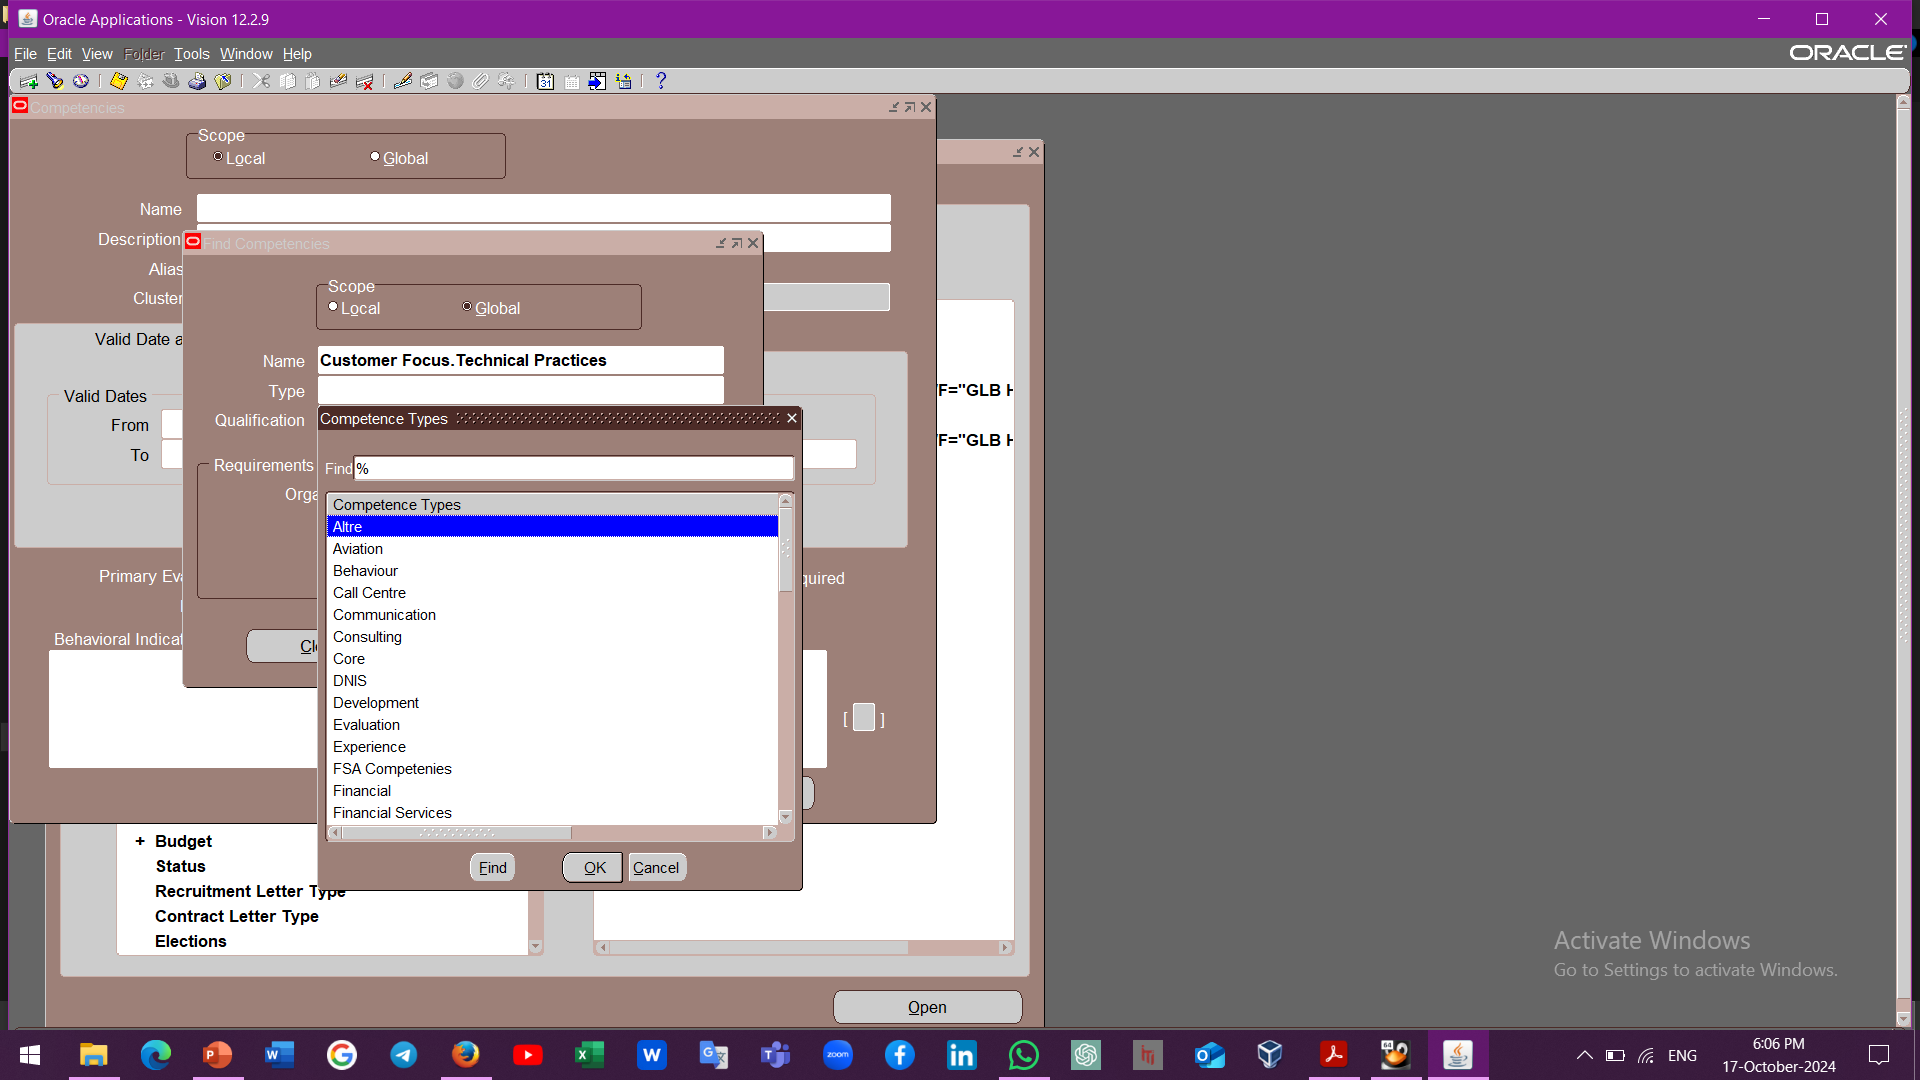 Oracle Applications - Vision 12.2.9
File Edit View Folder Tools Window Help
ORACLE
Competencies
Scope
Local Global
Name
Description
Alias
Cluster
Valid Date a
Valid Dates
From
To
Primary Eva
quired
Behavioral Indicat
[ ]
Find Competencies
Scope
Local Global
Name Customer Focus.Technical Practices
Type
Qualification
Requirements
Orga
Competence Types
Find %
Competence Types
Altre
Aviation
Behaviour
Call Centre
Communication
Consulting
Core
DNIS
Development
Evaluation
Experience
FSA Competenies
Financial
Financial Services
Find OK Cancel
F="GLB H
F="GLB H
+ Budget
Status
Recruitment Letter Type
Contract Letter Type
Elections
Open
Activate Windows
Go to Settings to activate Windows.
ENG
6:06 PM
17-October-2024